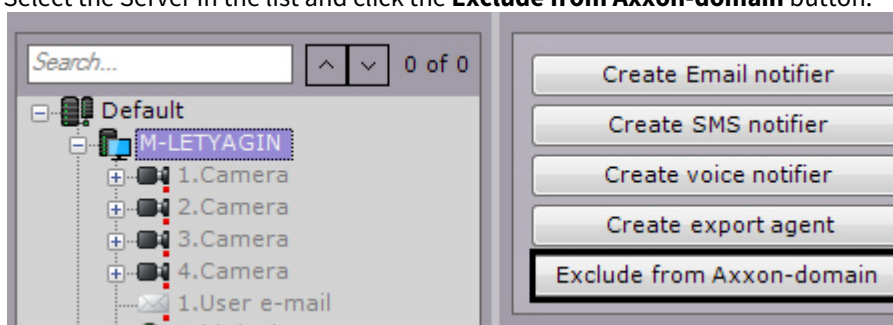 Select the Server in the list and click the Exclude from Axxon-domain button.
Search...
0 of 0
Default
M-LETYAGIN
1.Camera
2.Camera
3.Camera
4.Camera
1.User e-mail
Create Email notifier
Create SMS notifier
Create voice notifier
Create export agent
Exclude from Axxon-domain